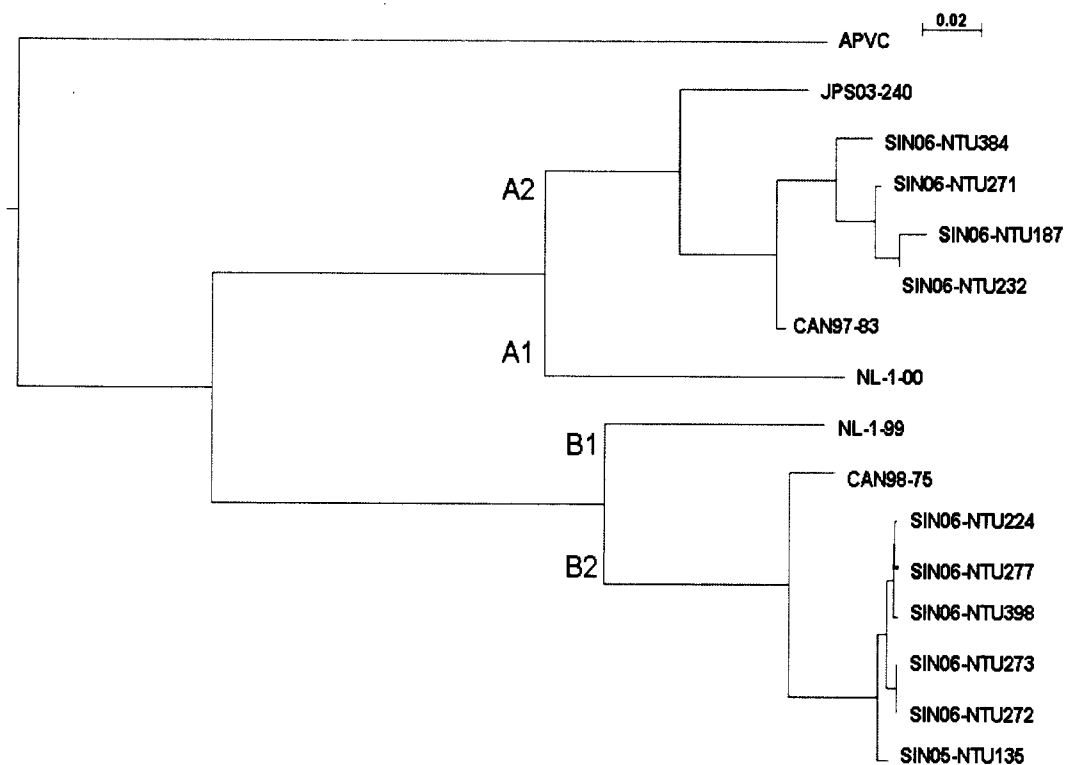 0.02
APVC
JPS03-240
SIN06-NTU384
A2
SIN06-NTU271
SIN06-NTU187
SIN06-NTU232
CAN97-83
A1
NL-1-00
NL-1-99
B1
CAN98-75
SIN06-NTU224
B2
SIN06-NTU277
SIN06-NTU398
SIN06-NTU273
SIN06-NTU272
SIN05-NTU135